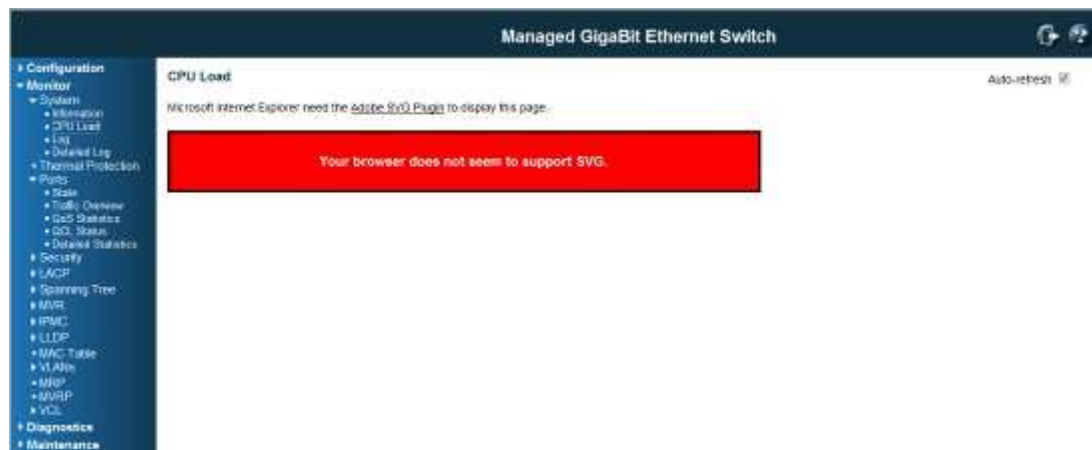 Managed GigaBit Ethernet Switch
Configuration
Monitor
System
Information
CPU Load
Log
Detailed Log
Thermal Protection
Ports
State
Traffic Overview
QoS Statistics
QCL Status
Detailed Statistics
Security
LACP
Spanning Tree
MVR
IPMC
LLDP
MAC Table
VLANs
MRP
MVRP
VCL
Diagnostics
Maintenance
CPU Load
Auto-refresh
Microsoft Internet Explorer need the Adobe SVG Plugin to display this page.
Your browser does not seem to support SVG.